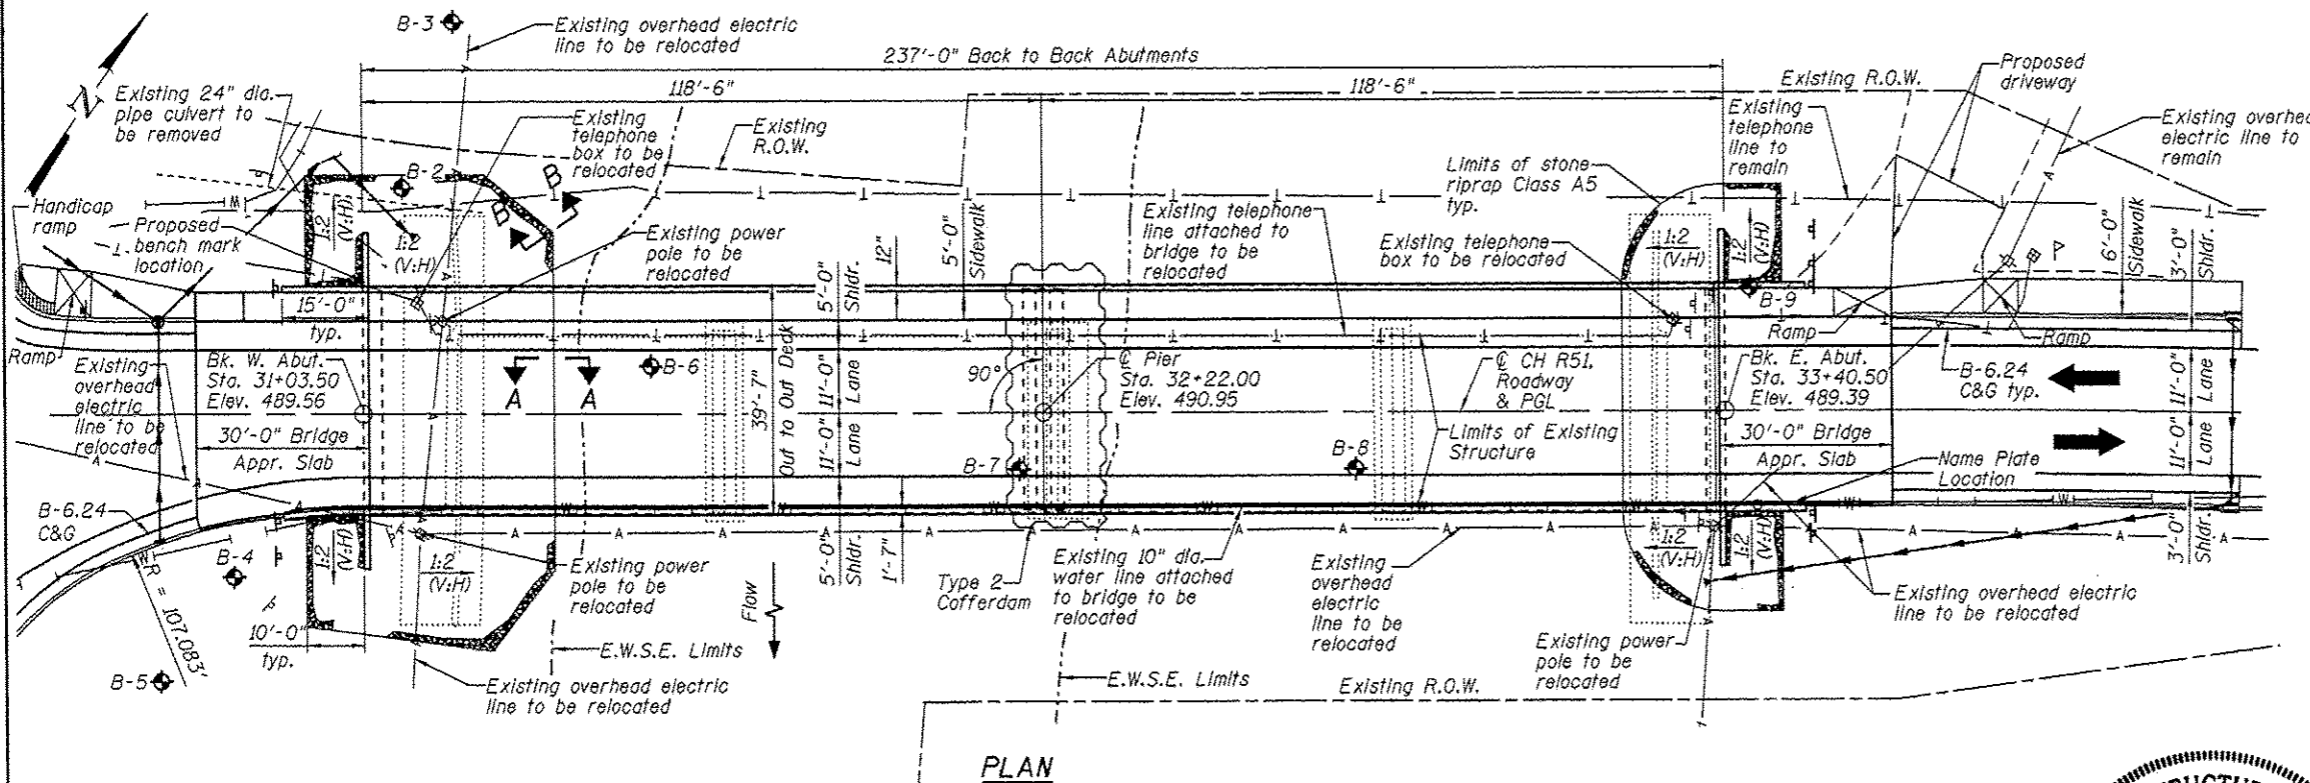 B-3
Existing overhead electric
line to be relocated
237'-0" Back to Back Abutments
118'-6"
118'-6"
Existing R.O.W.
Proposed
driveway
N
Existing 24" dia.
pipe culvert to
be removed
Existing
telephone
box to be
relocated
Existing
R.O.W.
Existing
telephone
line to
remain
Existing overhe
electric line to
remain
Limits of stone
riprap Class A5
typ.
B-2
B
B
Handicap
ramp
Proposed
bench mark
location
1:2
(V:H)
1:2
(V:H)
Existing power
pole to be
relocated
12"
5'-0"
Sidewalk
5'-0"
Shldr.
Existing telephone
line attached to
bridge to be
relocated
Existing telephone
box to be relocated
1:2
(V:H)
1:2
(V:H)
6'-0"
Sidewalk
3'-0"
Shldr.
B-9
15'-0"
typ.
Ramp
Ramp
Ramp
Existing
overhead
electric
line to be
relocated
Bk. W. Abut.
Sta. 31+03.50
Elev. 489.56
A
A
B-6
39'-7"
Out to Out Deck
11'-0"
Lane
11'-0"
Lane
90°
℄ Pier
Sta. 32+22.00
Elev. 490.95
℄ CH R51,
Roadway
& PGL
Bk. E. Abut.
Sta. 33+40.50
Elev. 489.39
B-6.24
C&G typ.
11'-0"
Lane
11'-0"
Lane
30'-0" Bridge
Appr. Slab
B-7
B-8
Limits of Existing
Structure
30'-0" Bridge
Appr. Slab
Name Plate
Location
B-6.24
C&G
B-4
1:2
(V:H)
1:2
(V:H)
Existing power
pole to be
relocated
Flow
5'-0"
Shldr.
1'-7"
Type 2
Cofferdam
Existing 10" dia.
water line attached
to bridge to be
relocated
Existing
overhead
electric
line to be
relocated
1:2
(V:H)
1:2
(V:H)
3'-0"
Shldr.
Existing overhead electric
line to be relocated
ER = 107.083'
10'-0"
typ.
B-5
E.W.S.E. Limits
Existing overhead electric
line to be relocated
E.W.S.E. Limits
Existing R.O.W.
Existing power
pole to be
relocated
PLAN